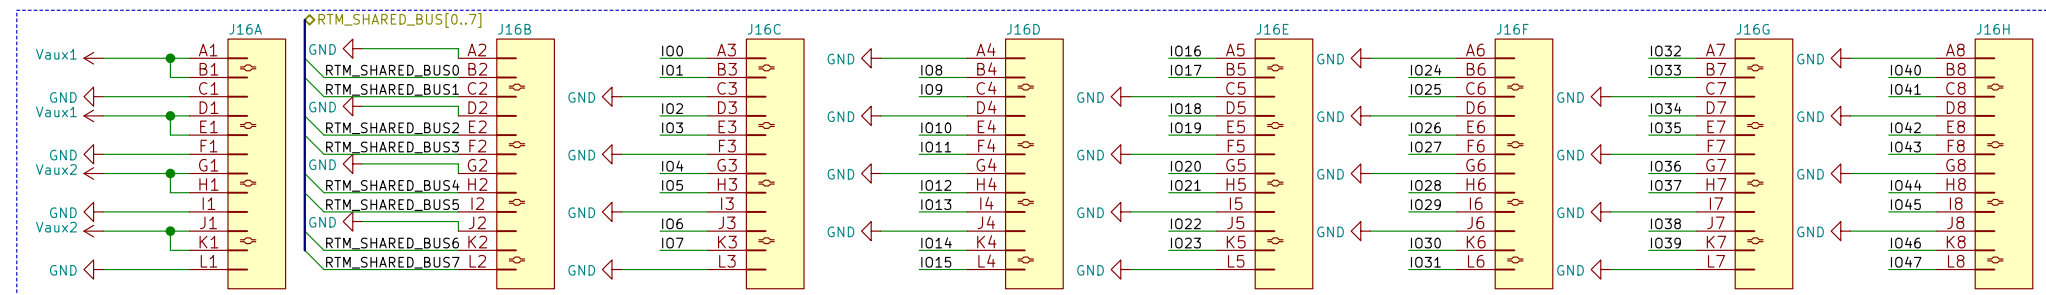 RTM_SHARED_BUS[0..7]
J16A
Vaux1 A1
B1
GND C1
Vaux1 D1
E1
GND F1
Vaux2 G1
H1
GND I1
Vaux2 J1
K1
GND L1
J16B
GND A2
RTM_SHARED_BUS0 B2
RTM_SHARED_BUS1 C2
GND D2
RTM_SHARED_BUS2 E2
RTM_SHARED_BUS3 F2
GND G2
RTM_SHARED_BUS4 H2
RTM_SHARED_BUS5 I2
GND J2
RTM_SHARED_BUS6 K2
RTM_SHARED_BUS7 L2
J16C
IO0 A3
IO1 B3
GND C3
IO2 D3
IO3 E3
GND F3
IO4 G3
IO5 H3
GND I3
IO6 J3
IO7 K3
GND L3
J16D
GND A4
IO8 B4
IO9 C4
GND D4
IO10 E4
IO11 F4
GND G4
IO12 H4
IO13 I4
GND J4
IO14 K4
IO15 L4
J16E
IO16 A5
IO17 B5
GND C5
IO18 D5
IO19 E5
GND F5
IO20 G5
IO21 H5
GND I5
IO22 J5
IO23 K5
GND L5
J16F
GND A6
IO24 B6
IO25 C6
GND D6
IO26 E6
IO27 F6
GND G6
IO28 H6
IO29 I6
GND J6
IO30 K6
IO31 L6
J16G
IO32 A7
IO33 B7
GND C7
IO34 D7
IO35 E7
GND F7
IO36 G7
IO37 H7
GND I7
IO38 J7
IO39 K7
GND L7
J16H
GND A8
IO40 B8
IO41 C8
GND D8
IO42 E8
IO43 F8
GND G8
IO44 H8
IO45 I8
GND J8
IO46 K8
IO47 L8